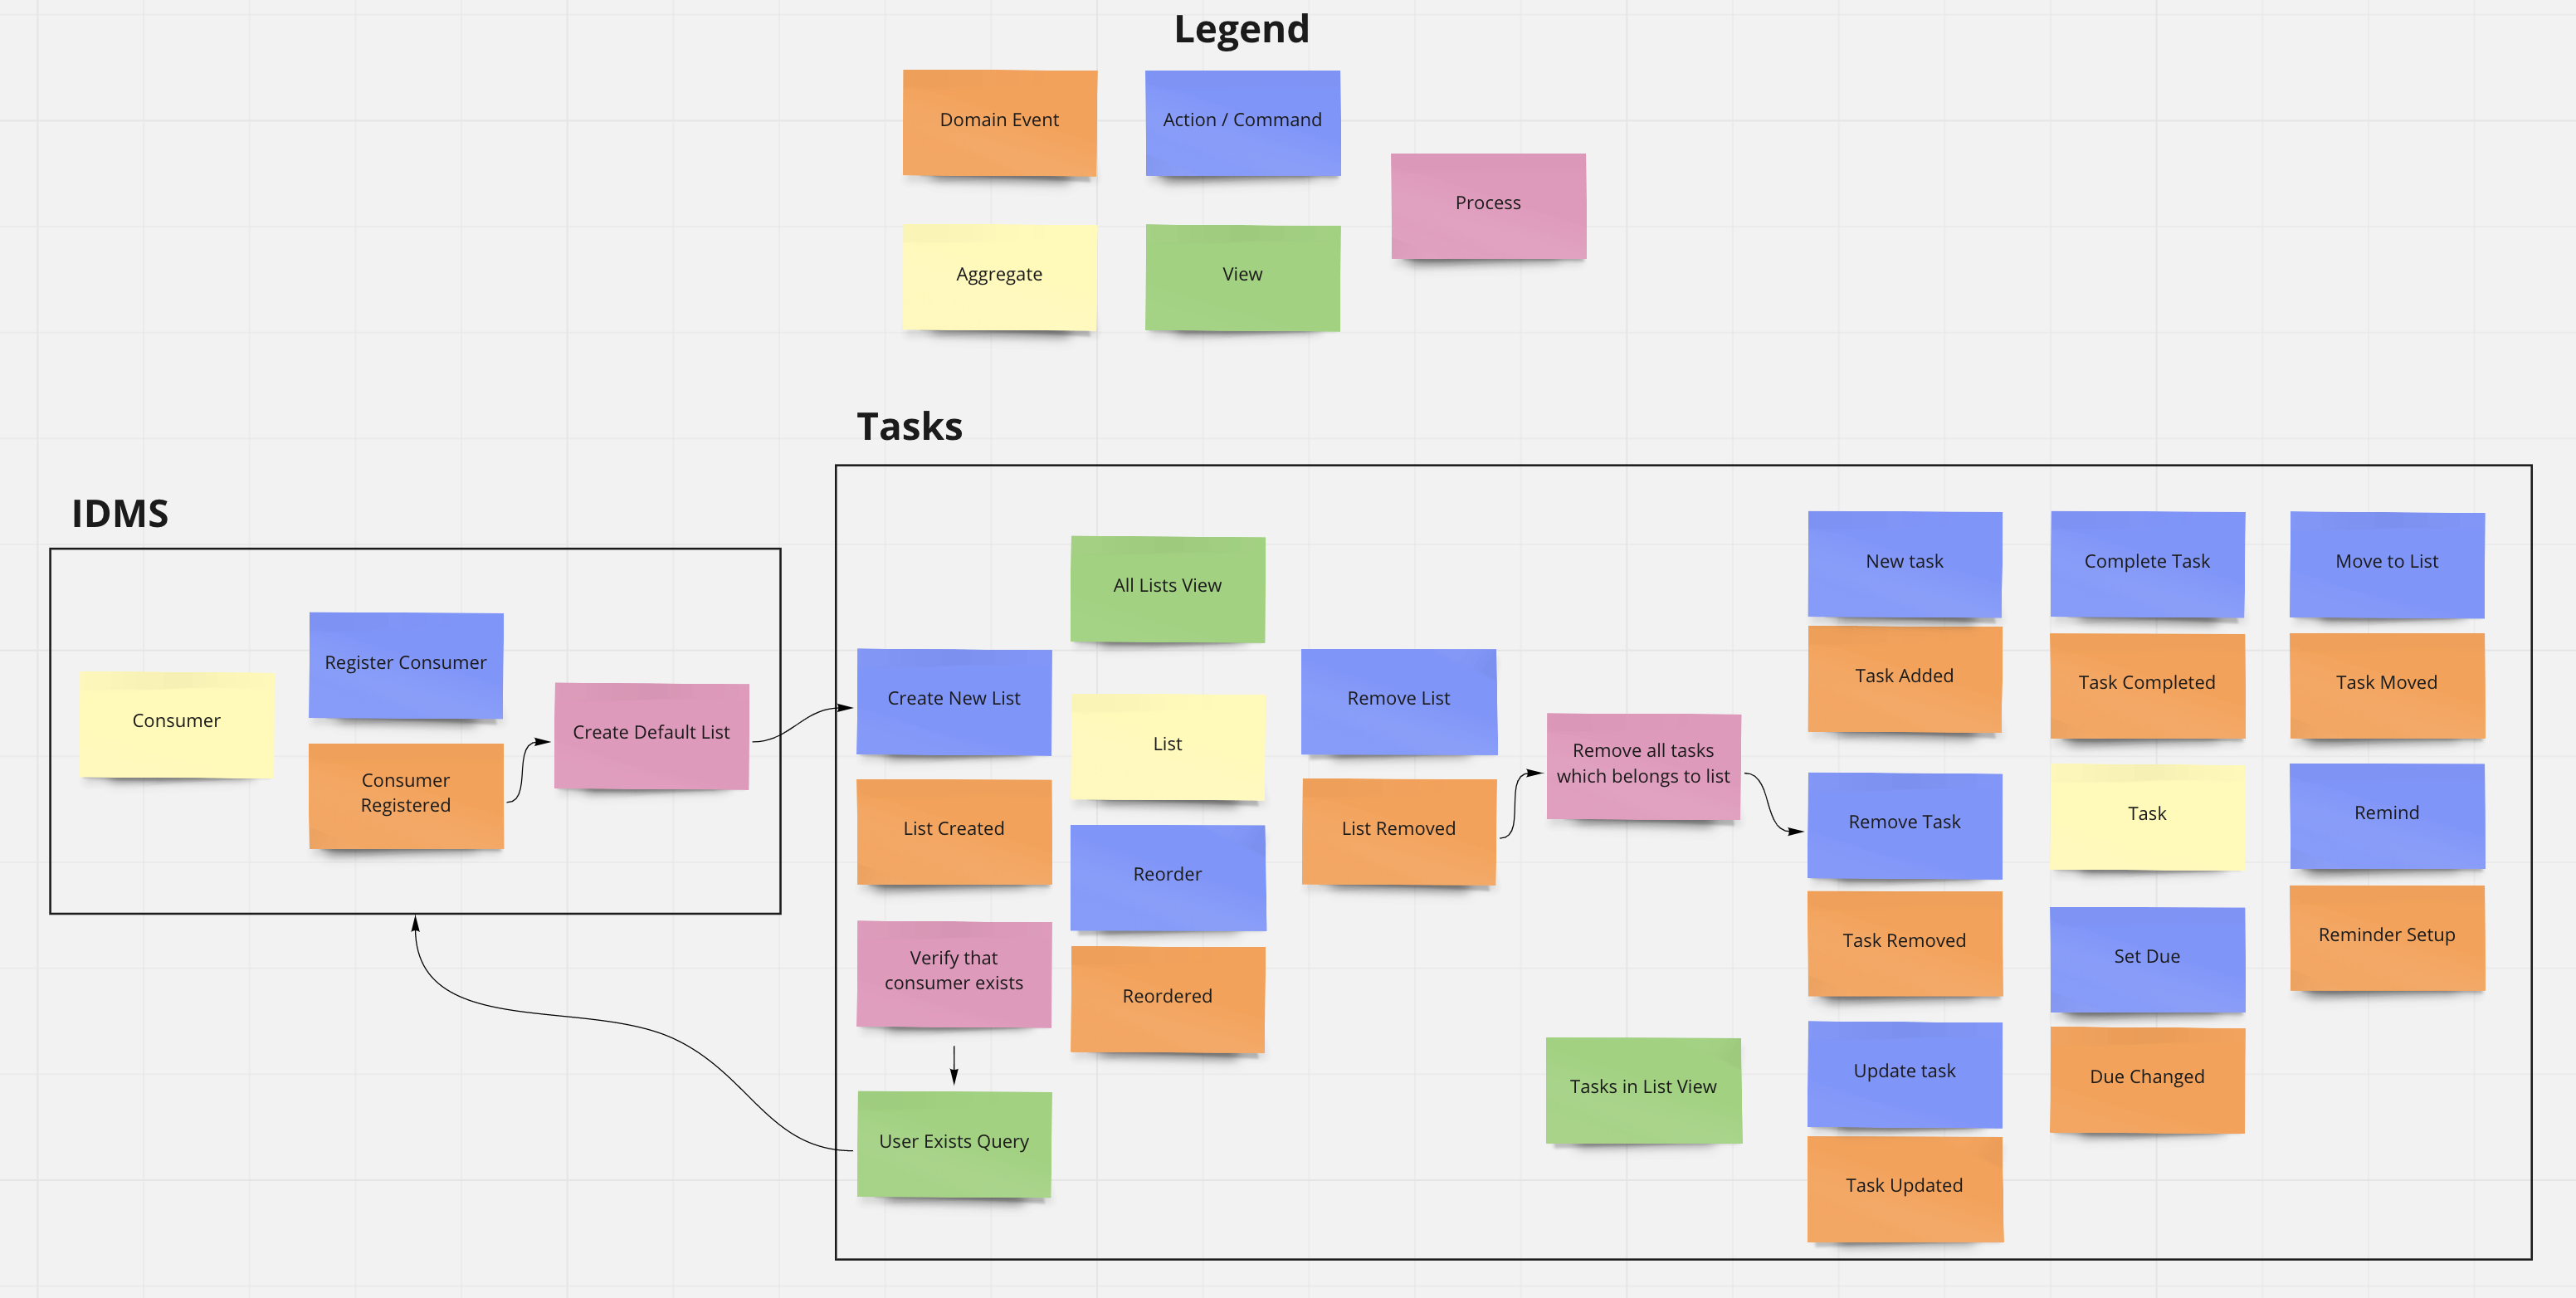 Legend
Domain Event
Action / Command
Process
Aggregate
View
IDMS
Consumer
Register Consumer
Consumer
Registered
Create Default List
Tasks
All Lists View
Create New List
List
Remove List
List Created
Reorder
List Removed
Verify that
consumer exists
Reordered
User Exists Query
Remove all tasks
which belongs to list
Tasks in List View
New task
Complete Task
Move to List
Task Added
Task Completed
Task Moved
Remove Task
Task
Remind
Task Removed
Set Due
Reminder Setup
Update task
Due Changed
Task Updated